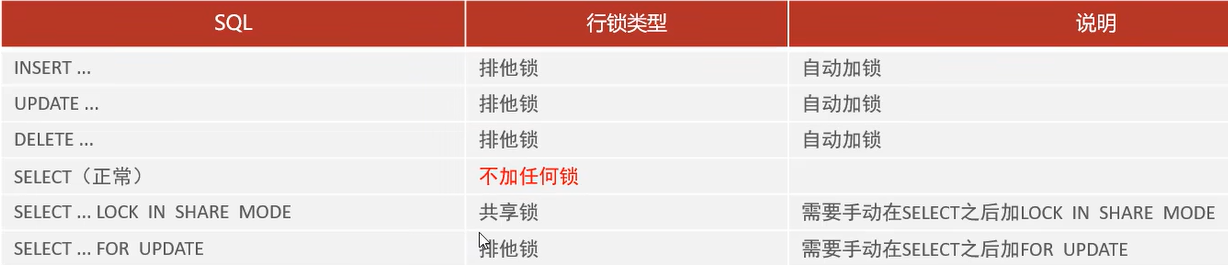 SQL 行锁类型 说明
INSERT ... 排他锁 自动加锁
UPDATE ... 排他锁 自动加锁
DELETE ... 排他锁 自动加锁
SELECT（正常） 不加任何锁
SELECT ... LOCK IN SHARE MODE 共享锁 需要手动在SELECT之后加LOCK IN SHARE MODE
SELECT ... FOR UPDATE 排他锁 需要手动在SELECT之后加FOR UPDATE